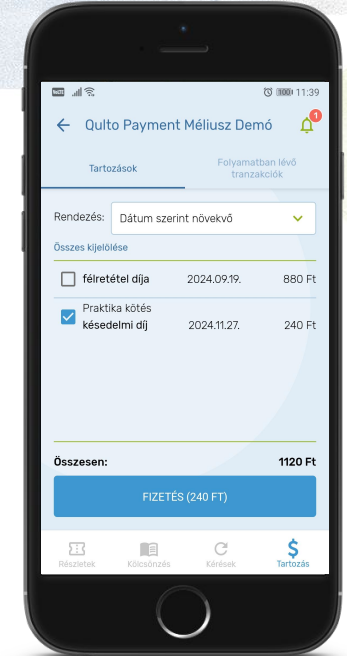 VoLTE 100 11:39
Qulto Payment Méliusz Demó 1
Tartozások
Folyamatban lévő
tranzakciók
Rendezés: Dátum szerint növekvő
Összes kijelölése
félretétel díja 2024.09.19. 880 Ft
Praktika kötés
késedelmi díj 2024.11.27. 240 Ft
Összesen: 1120 Ft
FIZETÉS (240 FT)
Részletek Kölcsönzés Kérések Tartozás